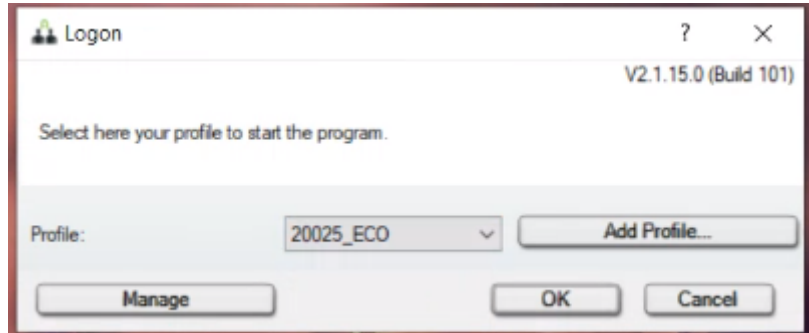 Logon
?
V2.1.15.0 (Build 101)
Select here your profile to start the program.
Profile: 20025_ECO Add Profile...
Manage OK Cancel